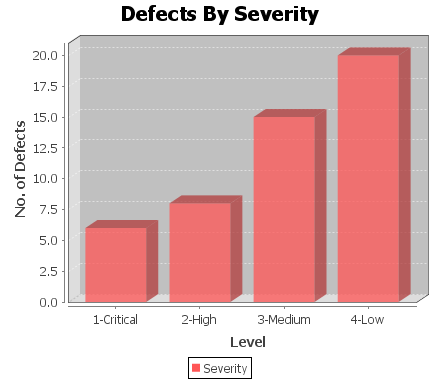 Defects By Severity
20.0
17.5
15.0
12.5
10.0
7.5
5.0
2.5
0.0
No. of Defects
1-Critical 2-High 3-Medium 4-Low
Level
Severity